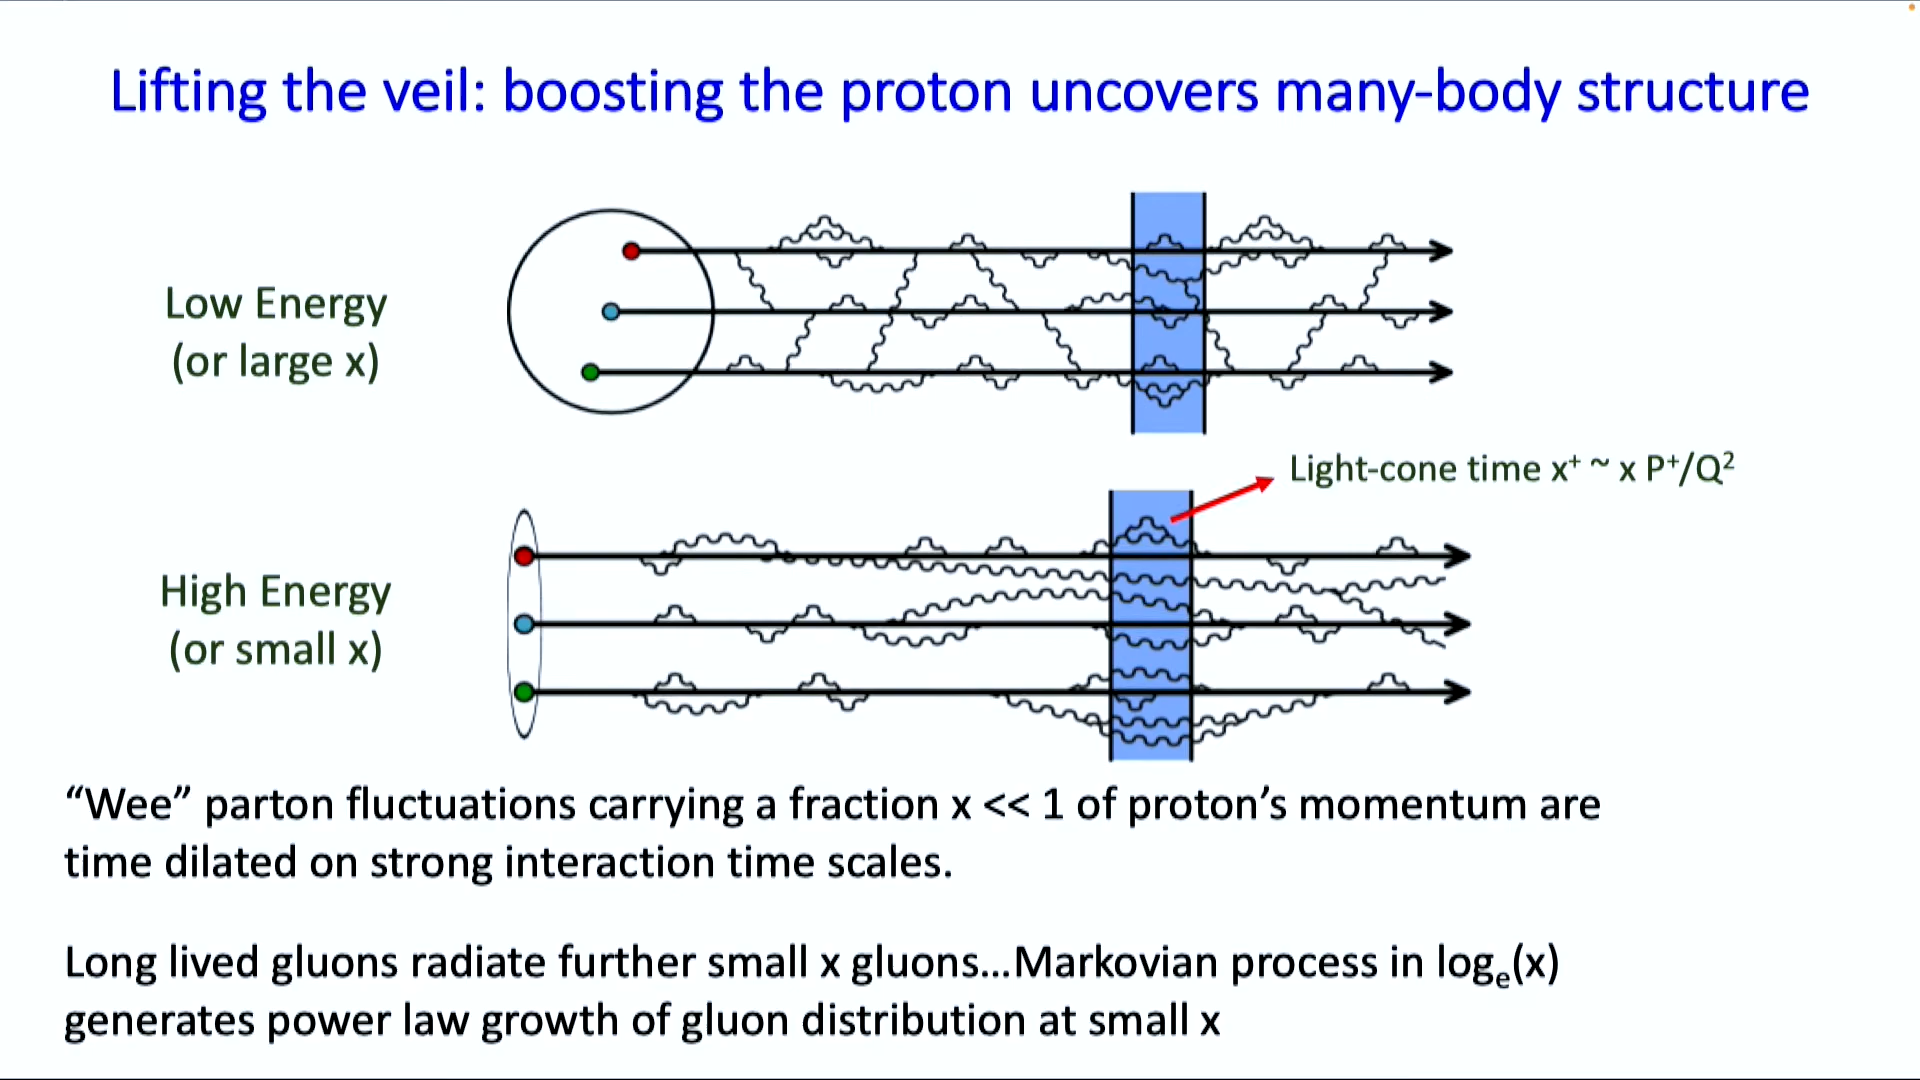 Lifting the veil: boosting the proton uncovers many-body structure
Low Energy
(or large x)
Light-cone time x⁺ ~ x P⁺/Q²
High Energy
(or small x)
“Wee” parton fluctuations carrying a fraction x << 1 of proton’s momentum are
time dilated on strong interaction time scales.
Long lived gluons radiate further small x gluons…Markovian process in logₑ(x)
generates power law growth of gluon distribution at small x